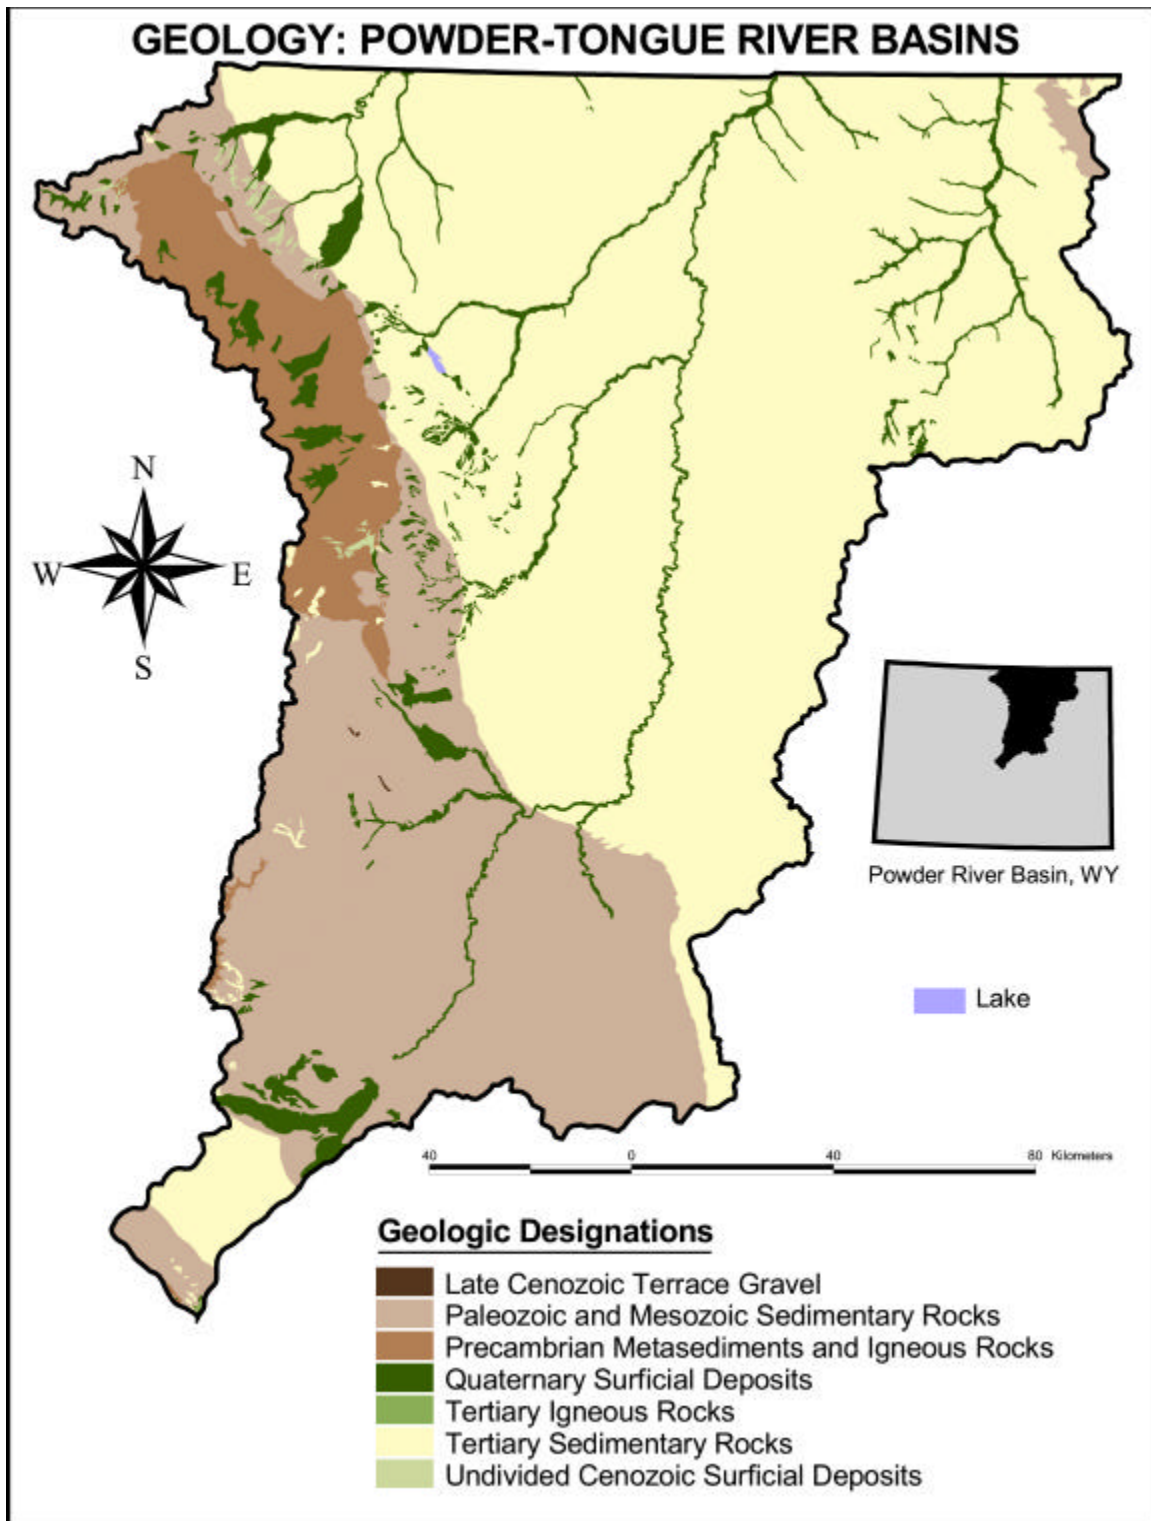 GEOLOGY: POWDER-TONGUE RIVER BASINS
N
W E
S
Powder River Basin, WY
Lake
40 0 40 80 Kilometers
Geologic Designations
Late Cenozoic Terrace Gravel
Paleozoic and Mesozoic Sedimentary Rocks
Precambrian Metasediments and Igneous Rocks
Quaternary Surficial Deposits
Tertiary Igneous Rocks
Tertiary Sedimentary Rocks
Undivided Cenozoic Surficial Deposits